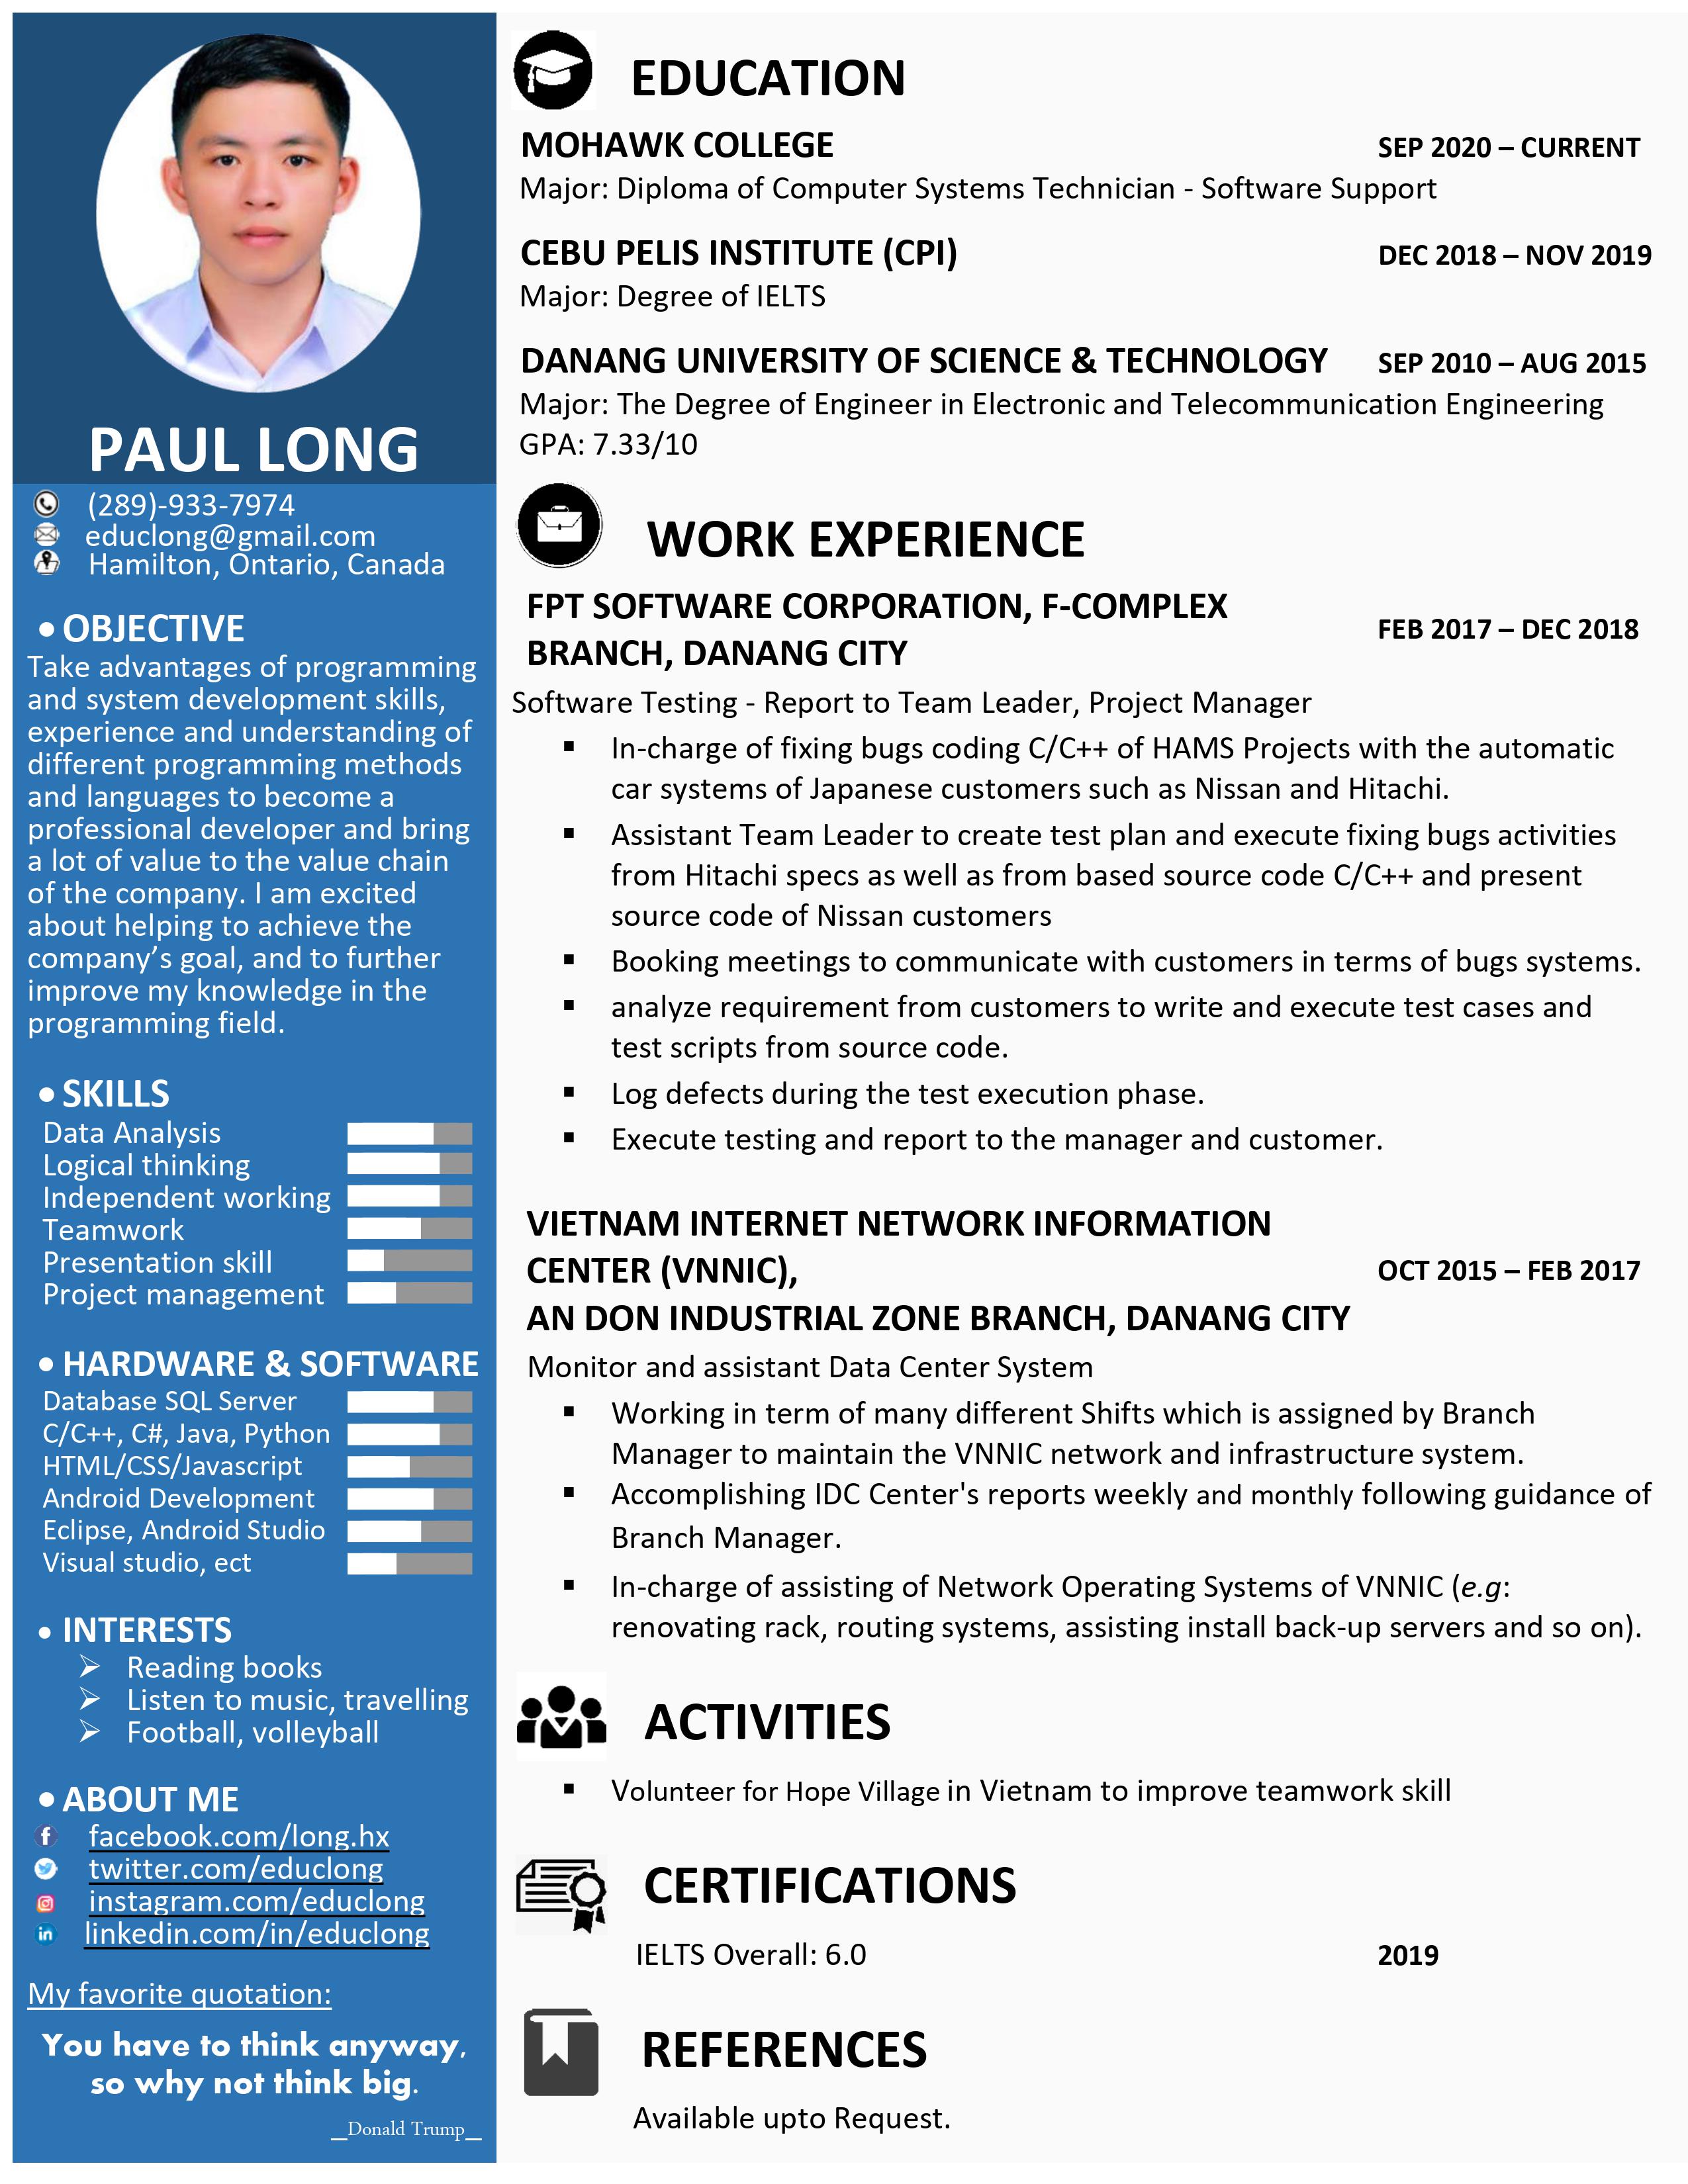 PAUL LONG
(289)-933-7974
educlong@gmail.com
Hamilton, Ontario, Canada
• OBJECTIVE
Take advantages of programming
and system development skills,
experience and understanding of
different programming methods
and languages to become a
professional developer and bring
a lot of value to the value chain
of the company. I am excited
about helping to achieve the
company’s goal, and to further
improve my knowledge in the
programming field.
• SKILLS
Data Analysis
Logical thinking
Independent working
Teamwork
Presentation skill
Project management
• HARDWARE & SOFTWARE
Database SQL Server
C/C++, C#, Java, Python
HTML/CSS/Javascript
Android Development
Eclipse, Android Studio
Visual studio, ect
• INTERESTS
➢ Reading books
➢ Listen to music, travelling
➢ Football, volleyball
• ABOUT ME
facebook.com/long.hx
twitter.com/educlong
instagram.com/educlong
linkedin.com/in/educlong
My favorite quotation:
You have to think anyway,
so why not think big.
_Donald Trump_
EDUCATION
MOHAWK COLLEGE SEP 2020 – CURRENT
Major: Diploma of Computer Systems Technician - Software Support
CEBU PELIS INSTITUTE (CPI) DEC 2018 – NOV 2019
Major: Degree of IELTS
DANANG UNIVERSITY OF SCIENCE & TECHNOLOGY SEP 2010 – AUG 2015
Major: The Degree of Engineer in Electronic and Telecommunication Engineering
GPA: 7.33/10
WORK EXPERIENCE
FPT SOFTWARE CORPORATION, F-COMPLEX
BRANCH, DANANG CITY
FEB 2017 – DEC 2018
Software Testing - Report to Team Leader, Project Manager
▪ In-charge of fixing bugs coding C/C++ of HAMS Projects with the automatic
car systems of Japanese customers such as Nissan and Hitachi.
▪ Assistant Team Leader to create test plan and execute fixing bugs activities
from Hitachi specs as well as from based source code C/C++ and present
source code of Nissan customers
▪ Booking meetings to communicate with customers in terms of bugs systems.
▪ analyze requirement from customers to write and execute test cases and
test scripts from source code.
▪ Log defects during the test execution phase.
▪ Execute testing and report to the manager and customer.
VIETNAM INTERNET NETWORK INFORMATION
CENTER (VNNIC), OCT 2015 – FEB 2017
AN DON INDUSTRIAL ZONE BRANCH, DANANG CITY
Monitor and assistant Data Center System
▪ Working in term of many different Shifts which is assigned by Branch
Manager to maintain the VNNIC network and infrastructure system.
▪ Accomplishing IDC Center's reports weekly and monthly following guidance of
Branch Manager.
▪ In-charge of assisting of Network Operating Systems of VNNIC (e.g:
renovating rack, routing systems, assisting install back-up servers and so on).
ACTIVITIES
▪ Volunteer for Hope Village in Vietnam to improve teamwork skill
CERTIFICATIONS
IELTS Overall: 6.0 2019
REFERENCES
Available upto Request.